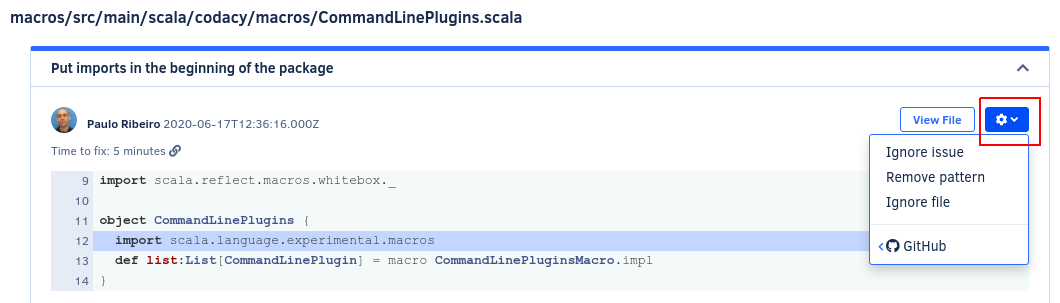 macros/src/main/scala/codacy/macros/CommandLinePlugins.scala
Put imports in the beginning of the package
Paulo Ribeiro 2020-06-17T12:36:16.000Z
View File
Time to fix: 5 minutes
Ignore issue
Remove pattern
Ignore file
GitHub
9 import scala.reflect.macros.whitebox._
10
11 object CommandLinePlugins {
12 import scala.language.experimental.macros
13 def list:List[CommandLinePlugin] = macro CommandLinePluginsMacro.impl
14 }